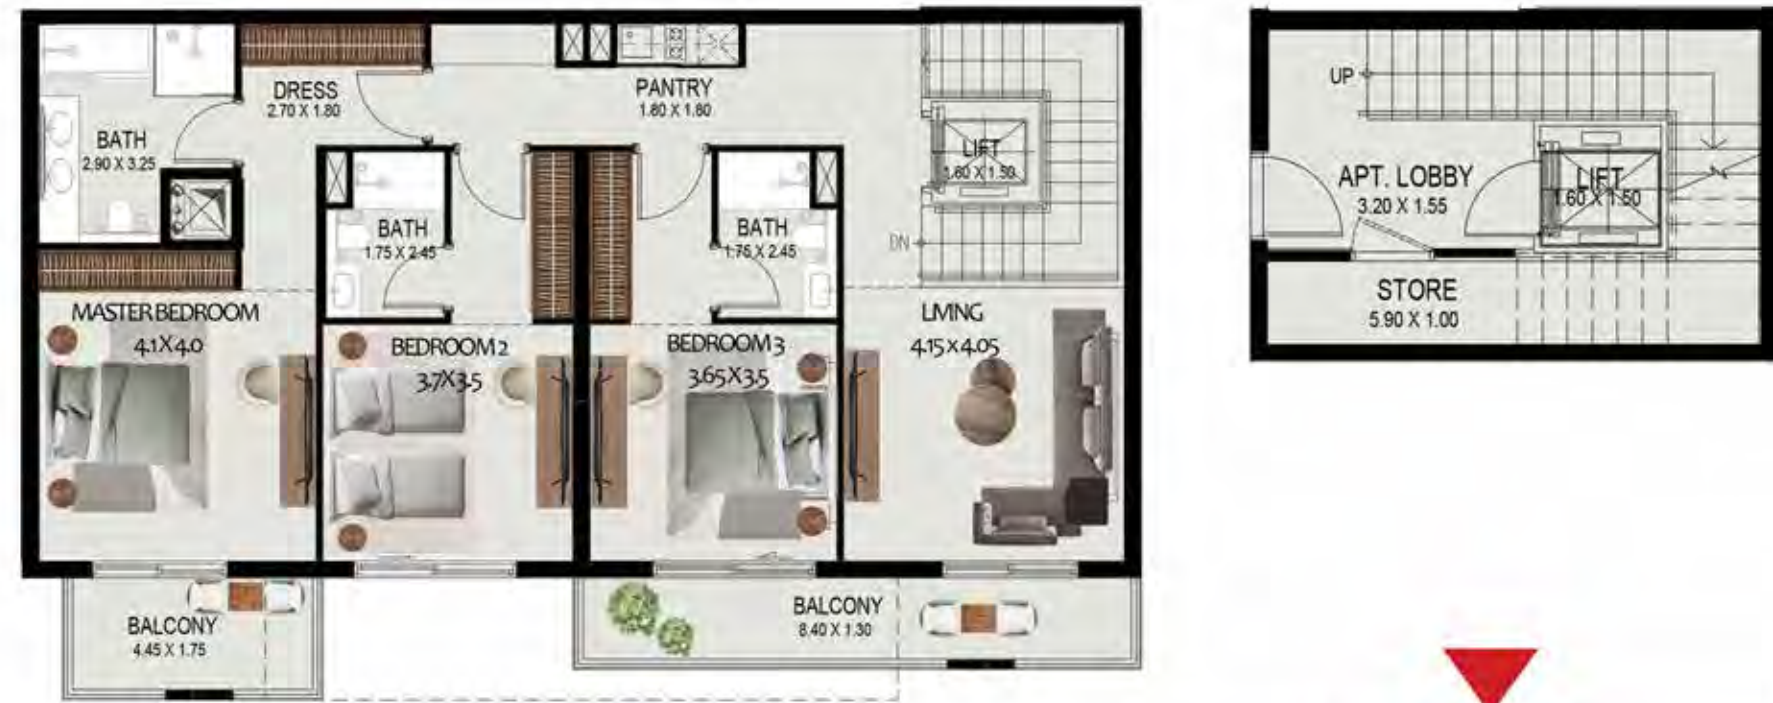 DRESS
2.70 X 1.80
PANTRY
1.80 X 1.80
BATH
2.90 X 3.25
LIFT
1.60 X 1.50
BATH
1.75 X 2.45
BATH
1.75 X 2.45
DN
MASTER BEDROOM
4.1X4.0
BEDROOM 2
3.7X3.5
BEDROOM 3
3.65X3.5
LIVING
4.15X4.05
BALCONY
4.45 X 1.75
BALCONY
8.40 X 1.30
UP
APT. LOBBY
3.20 X 1.55
LIFT
1.60 X 1.50
STORE
5.90 X 1.00